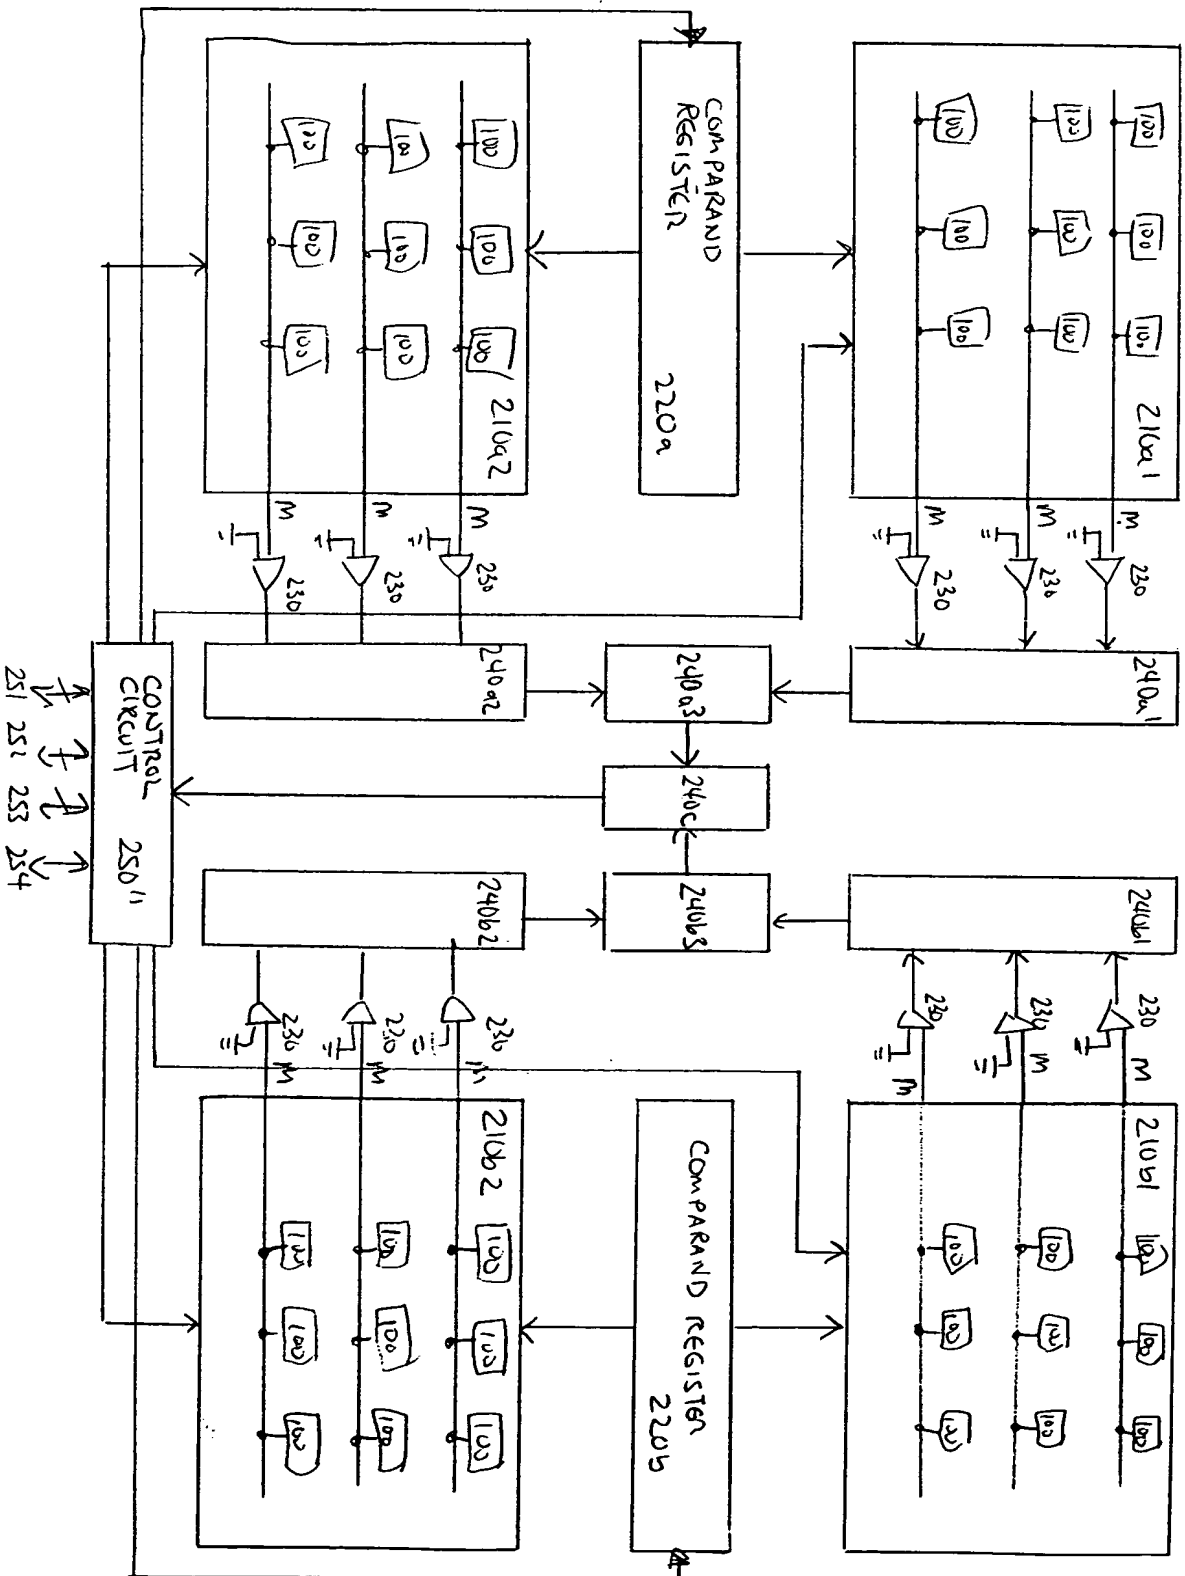 100 100 100 210a1 M 230 240a1 240b1 230 M 210b1 100 100 100
100 100 100 M 230 230 M 100 100 100
100 100 100 M 230 230 M 100 100 100
COMPARAND
REGISTER 220a
240a3 240c 240b3
COMPARAND REGISTER 220b
100 100 100 210a2 M 230 240a2 240b2 230 M 210b2 100 100 100
100 100 100 M 230 230 M 100 100 100
100 100 100 M 230 230 M 100 100 100
CONTROL
CIRCUIT 250"
251 252 253 254